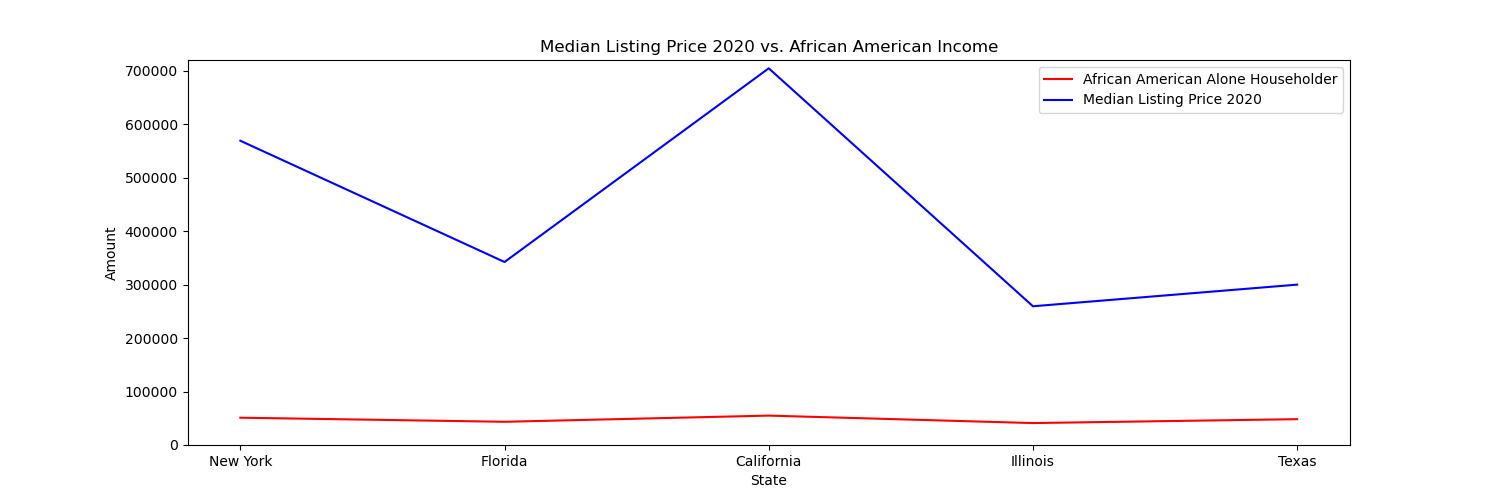 Median Listing Price 2020 vs. African American Income
African American Alone Householder
Median Listing Price 2020
700000
600000
500000
400000
300000
200000
100000
0
Amount
New York
Florida
California
Illinois
Texas
State